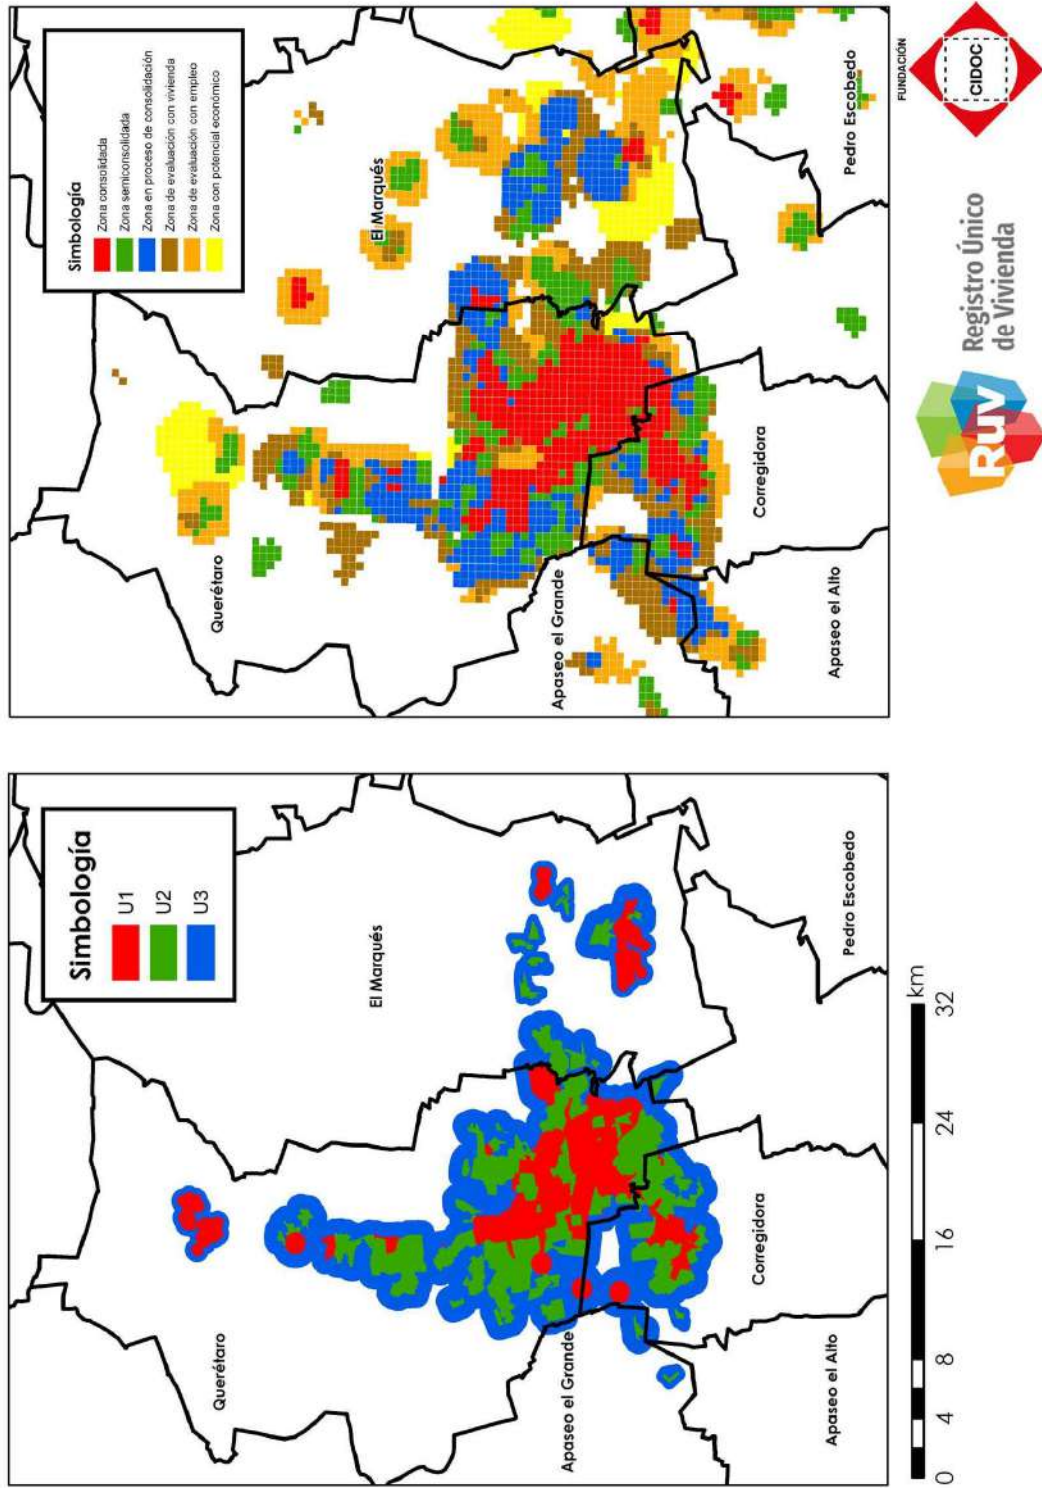 Simbología
U1
U2
U3
Querétaro
El Marqués
Apaseo el Grande
Corregidora
Apaseo el Alto
Pedro Escobedo
0 4 8 16 24 32 km
Simbología
Zona consolidada
Zona semiconsolidada
Zona en proceso de consolidación
Zona de evaluación con vivienda
Zona de evaluación con empleo
Zona con potencial económico
Querétaro
El Marqués
Apaseo el Grande
Corregidora
Apaseo el Alto
Pedro Escobedo
Ruv
Registro Único
de Vivienda
FUNDACIÓN
CIDOC